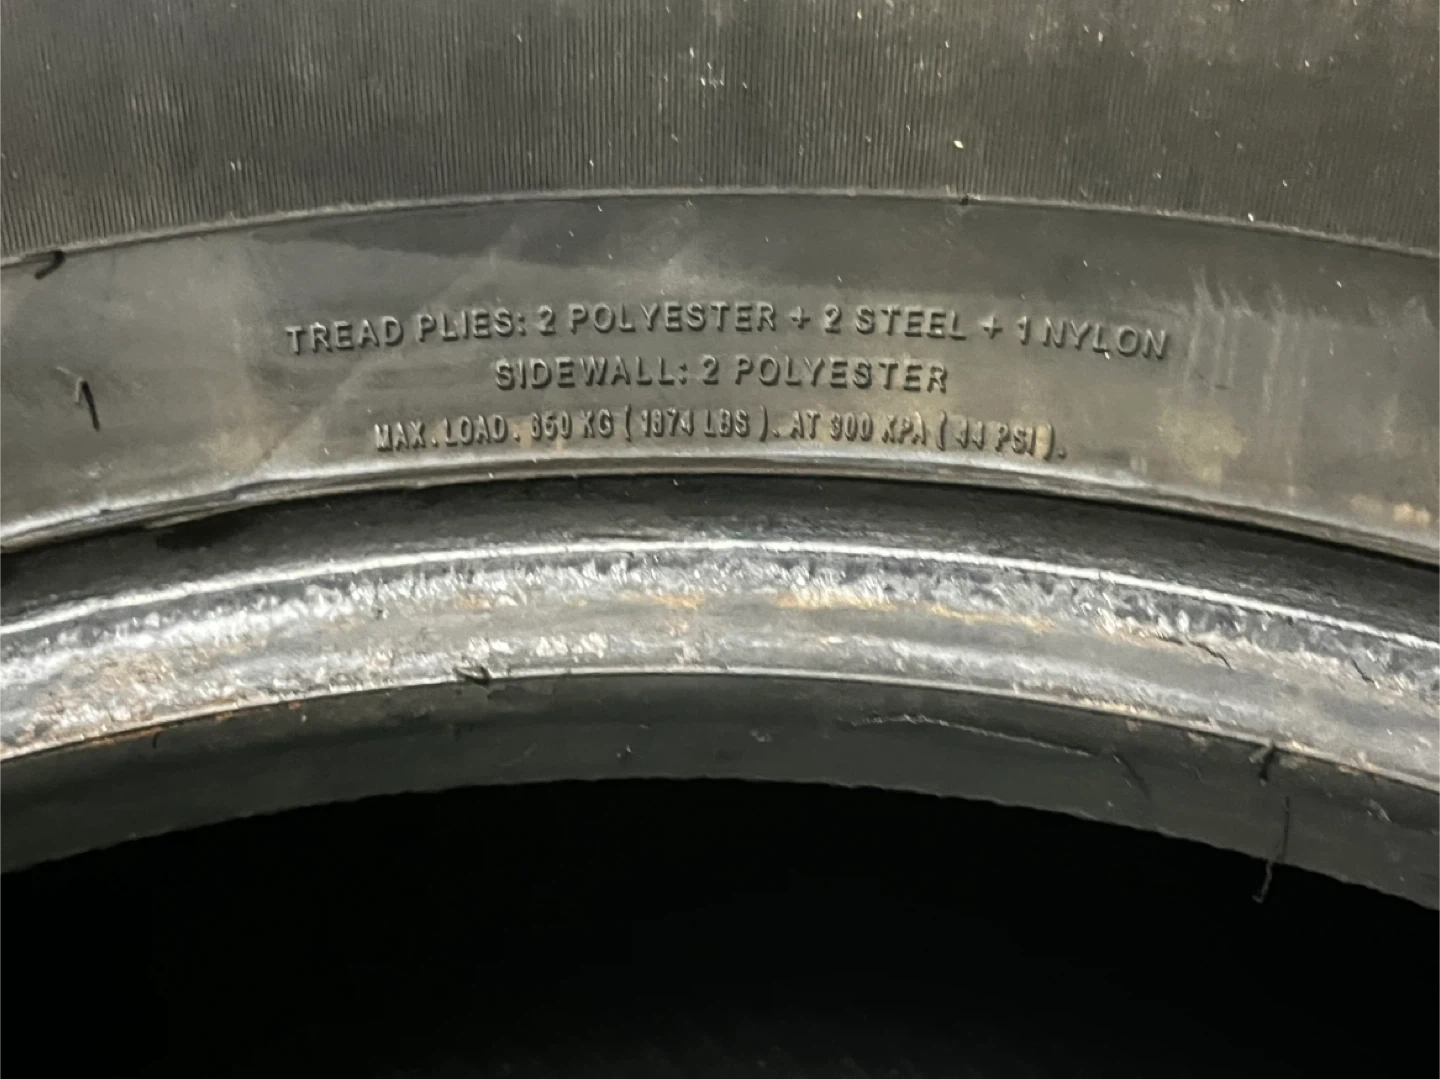 TREAD PLIES: 2 POLYESTER + 2 STEEL + 1 NYLON
SIDEWALL: 2 POLYESTER
MAX. LOAD. 850 KG ( 1874 LBS ). AT 300 KPA ( 44 PSI ).